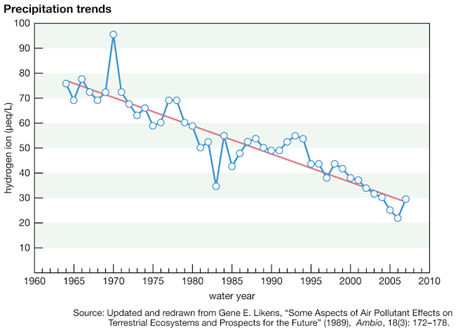 Precipitation trends
100
90
80
70
60
50
40
30
20
10
hydrogen ion (µeq/L)
1960 1965 1970 1975 1980 1985 1990 1995 2000 2005 2010
water year
Source: Updated and redrawn from Gene E. Likens, “Some Aspects of Air Pollutant Effects on
Terrestrial Ecosystems and Prospects for the Future” (1989), Ambio, 18(3): 172–178.